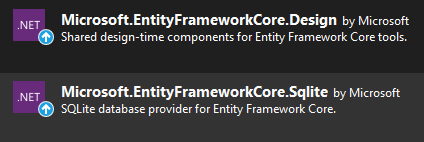 .NET
Microsoft.EntityFrameworkCore.Design by Microsoft
Shared design-time components for Entity Framework Core tools.
.NET
Microsoft.EntityFrameworkCore.Sqlite by Microsoft
SQLite database provider for Entity Framework Core.